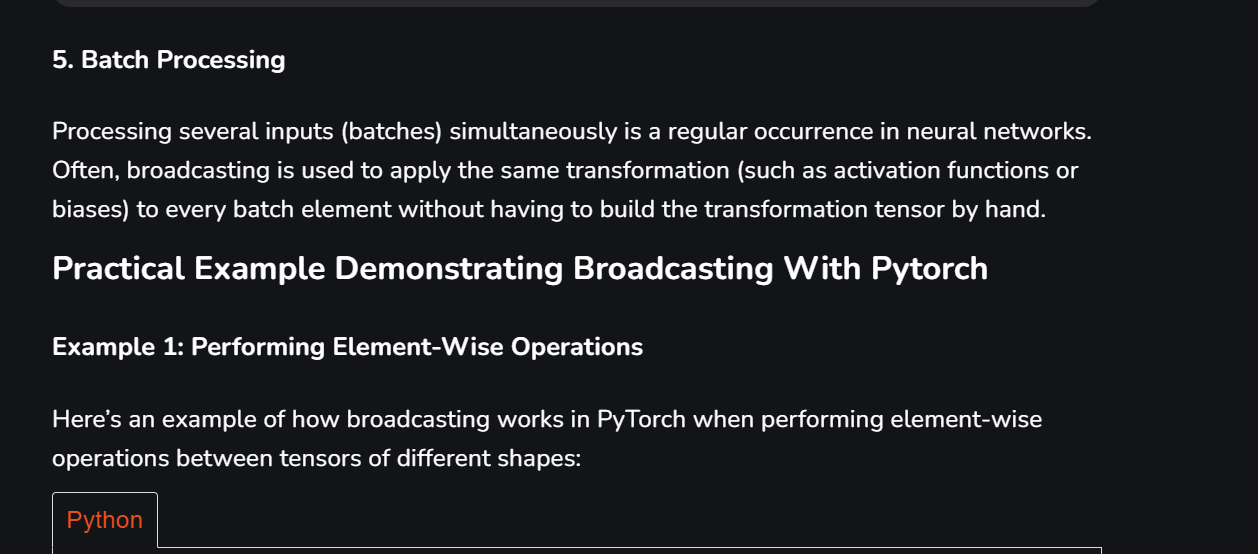 5. Batch Processing
Processing several inputs (batches) simultaneously is a regular occurrence in neural networks.
Often, broadcasting is used to apply the same transformation (such as activation functions or
biases) to every batch element without having to build the transformation tensor by hand.
Practical Example Demonstrating Broadcasting With Pytorch
Example 1: Performing Element-Wise Operations
Here’s an example of how broadcasting works in PyTorch when performing element-wise
operations between tensors of different shapes:
Python